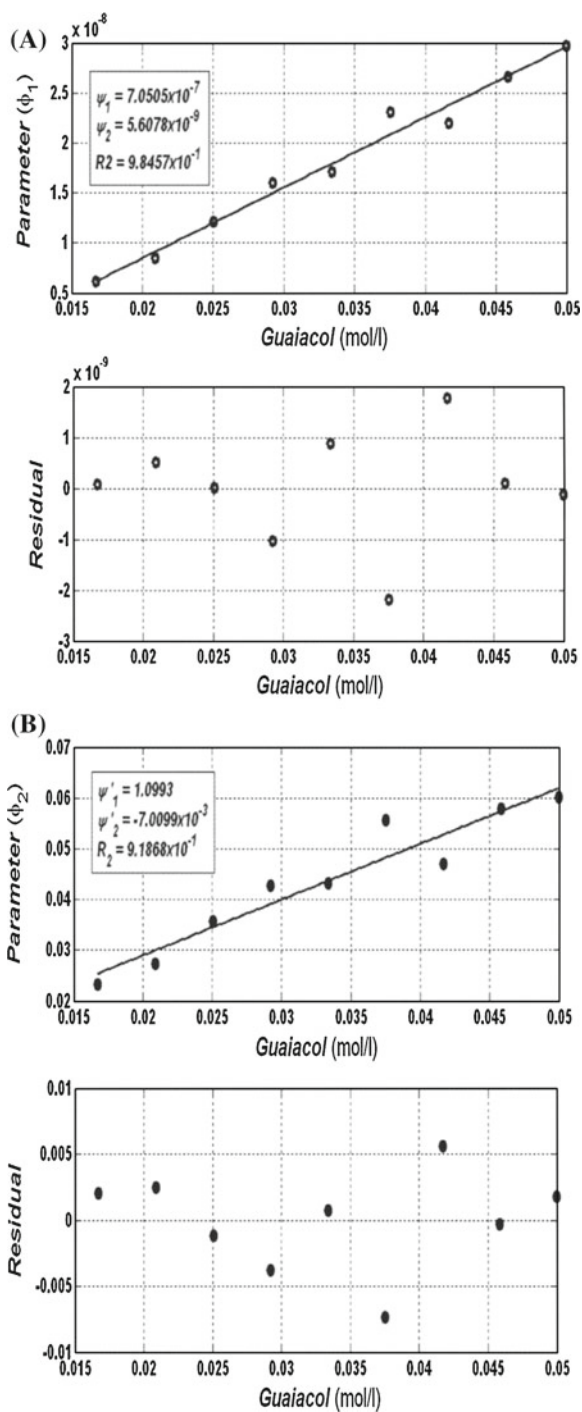 (A)
x 10⁻⁸
3
2.5
2
1.5
1
0.5
Parameter (ϕ₁)
ψ₁ = 7.0505x10⁻⁷
ψ₂ = 5.6078x10⁻⁹
R2 = 9.8457x10⁻¹
0.015 0.02 0.025 0.03 0.035 0.04 0.045 0.05
Guaiacol (mol/l)
x 10⁻⁹
2
1
0
-1
-2
-3
Residual
0.015 0.02 0.025 0.03 0.035 0.04 0.045 0.05
Guaiacol (mol/l)
(B)
0.07
0.06
0.05
0.04
0.03
0.02
Parameter (ϕ₂)
ψ'₁ = 1.0993
ψ'₂ = -7.0099x10⁻³
R₂ = 9.1868x10⁻¹
0.015 0.02 0.025 0.03 0.035 0.04 0.045 0.05
Guaiacol (mol/l)
0.01
0.005
0
-0.005
-0.01
Residual
0.015 0.02 0.025 0.03 0.035 0.04 0.045 0.05
Guaiacol (mol/l)